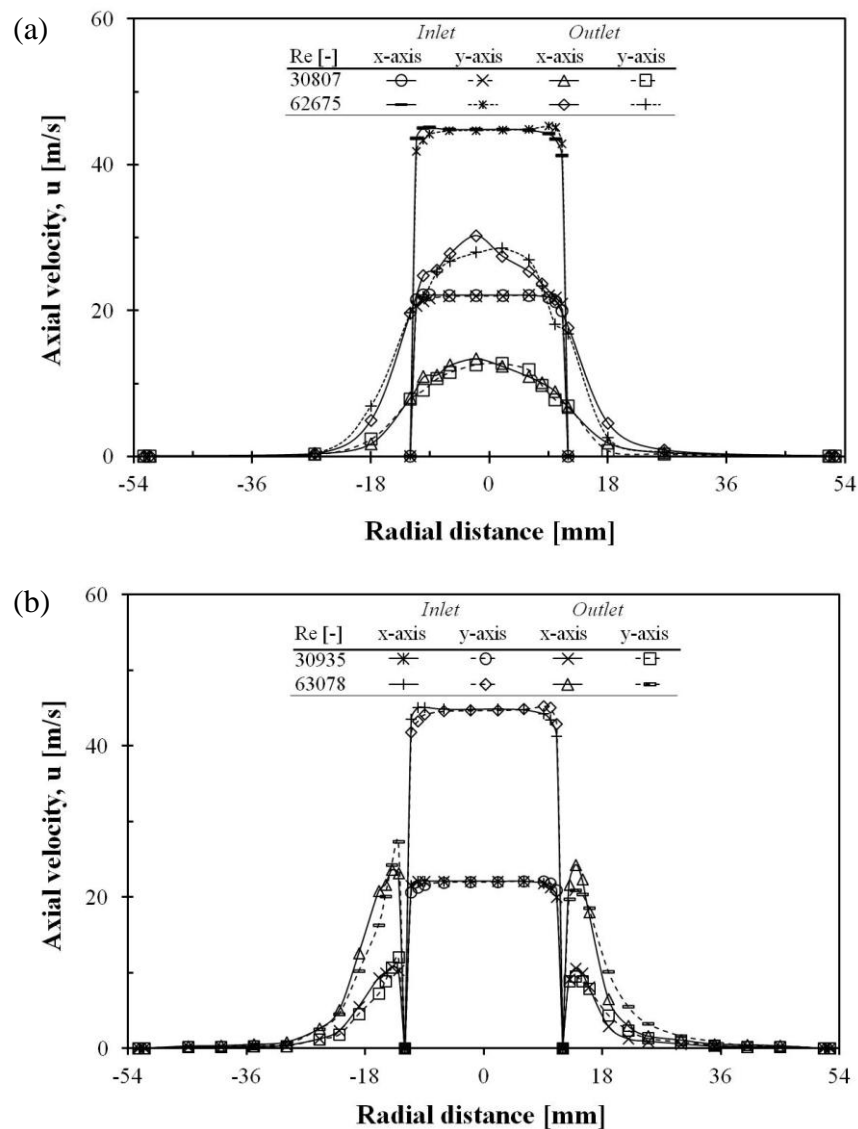 (a)
60
Inlet Outlet
Re [-] x-axis y-axis x-axis y-axis
30807
62675
40
20
0
Axial velocity, u [m/s]
-54 -36 -18 0 18 36 54
Radial distance [mm]
(b)
60
Inlet Outlet
Re [-] x-axis y-axis x-axis y-axis
30935
63078
40
20
0
Axial velocity, u [m/s]
-54 -36 -18 0 18 36 54
Radial distance [mm]